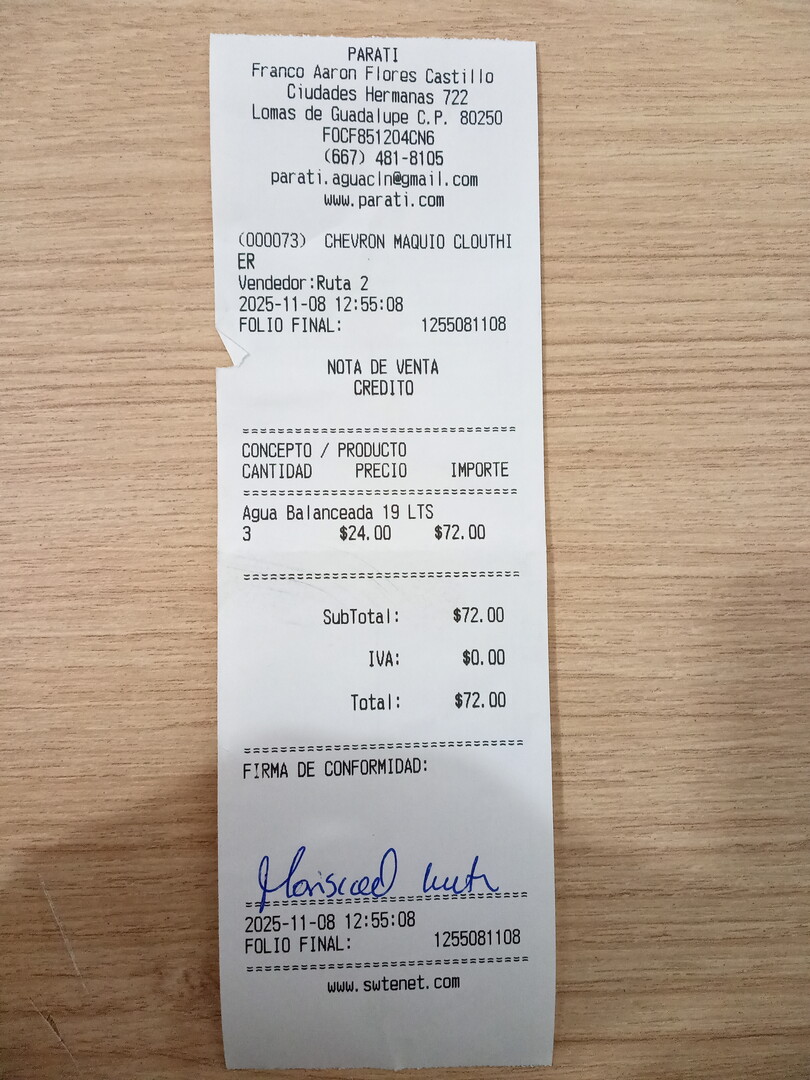 PARATI
Franco Aaron Flores Castillo
Ciudades Hermanas 722
Lomas de Guadalupe C.P. 80250
FOCF851204CN6
(667) 481-8105
parati.aguacln@gmail.com
www.parati.com
(000073) CHEVRON MAQUIO CLOUTHI
ER
Vendedor:Ruta 2
2025-11-08 12:55:08
FOLIO FINAL: 1255081108
NOTA DE VENTA
CREDITO
CONCEPTO / PRODUCTO
CANTIDAD PRECIO IMPORTE
Agua Balanceada 19 LTS
3 $24.00 $72.00
SubTotal: $72.00
IVA: $0.00
Total: $72.00
FIRMA DE CONFORMIDAD:
2025-11-08 12:55:08
FOLIO FINAL: 1255081108
www.swtenet.com